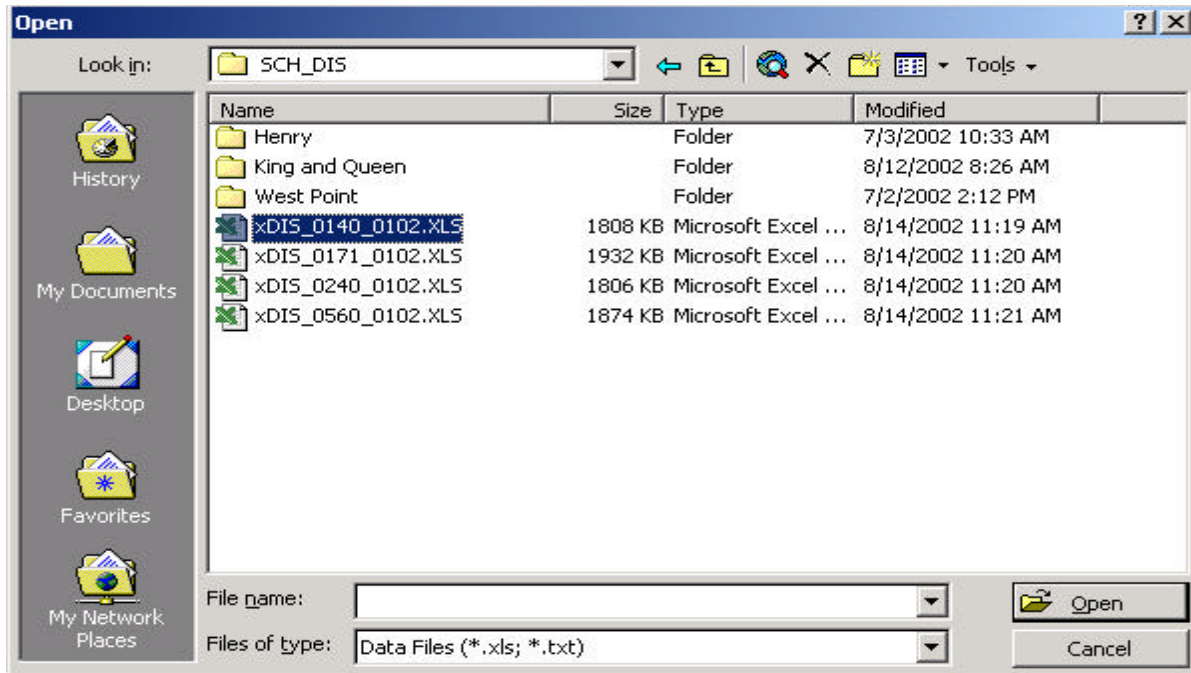 Open
Look in: SCH_DIS Tools
Name Size Type Modified
Henry Folder 7/3/2002 10:33 AM
King and Queen Folder 8/12/2002 8:26 AM
West Point Folder 7/2/2002 2:12 PM
xDIS_0140_0102.XLS 1808 KB Microsoft Excel ... 8/14/2002 11:19 AM
xDIS_0171_0102.XLS 1932 KB Microsoft Excel ... 8/14/2002 11:20 AM
xDIS_0240_0102.XLS 1806 KB Microsoft Excel ... 8/14/2002 11:20 AM
xDIS_0560_0102.XLS 1874 KB Microsoft Excel ... 8/14/2002 11:21 AM
History
My Documents
Desktop
Favorites
My Network
Places
File name: Open
Files of type: Data Files (*.xls; *.txt) Cancel